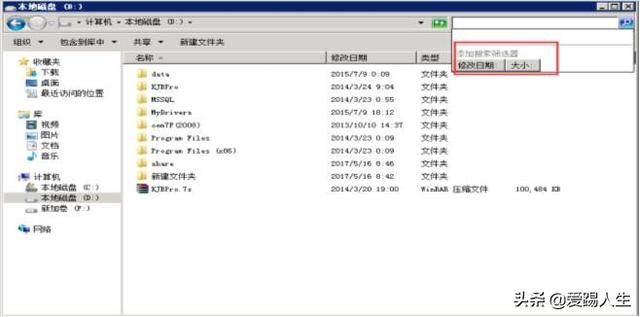 本地磁盘 (D:)
计算机 ▸ 本地磁盘 (D:) ▸
组织 包含到库中 共享 新建文件夹
添加搜索筛选器
修改日期: 大小:
收藏夹
下载
桌面
最近访问的位置
库
视频
图片
文档
音乐
计算机
本地磁盘 (C:)
本地磁盘 (D:)
新加卷 (F:)
网络
名称 修改日期 类型
data 2015/7/9 0:09 文件夹
KJBPro 2014/3/24 9:04 文件夹
MSSQL 2014/3/23 0:55 文件夹
MyDrivers 2015/7/9 18:12 文件夹
(2008) 2013/10/10 14:37 文件夹
Program Files 2014/3/23 0:09 文件夹
Program Files (x86) 2014/3/23 0:09 文件夹
share 2017/5/16 8:46 文件夹
新建文件夹 2017/5/16 8:42 文件夹
KJBPro.7z 2014/3/20 19:00 WinRAR 压缩文件 100,484 KB
头条 @爱踢人生